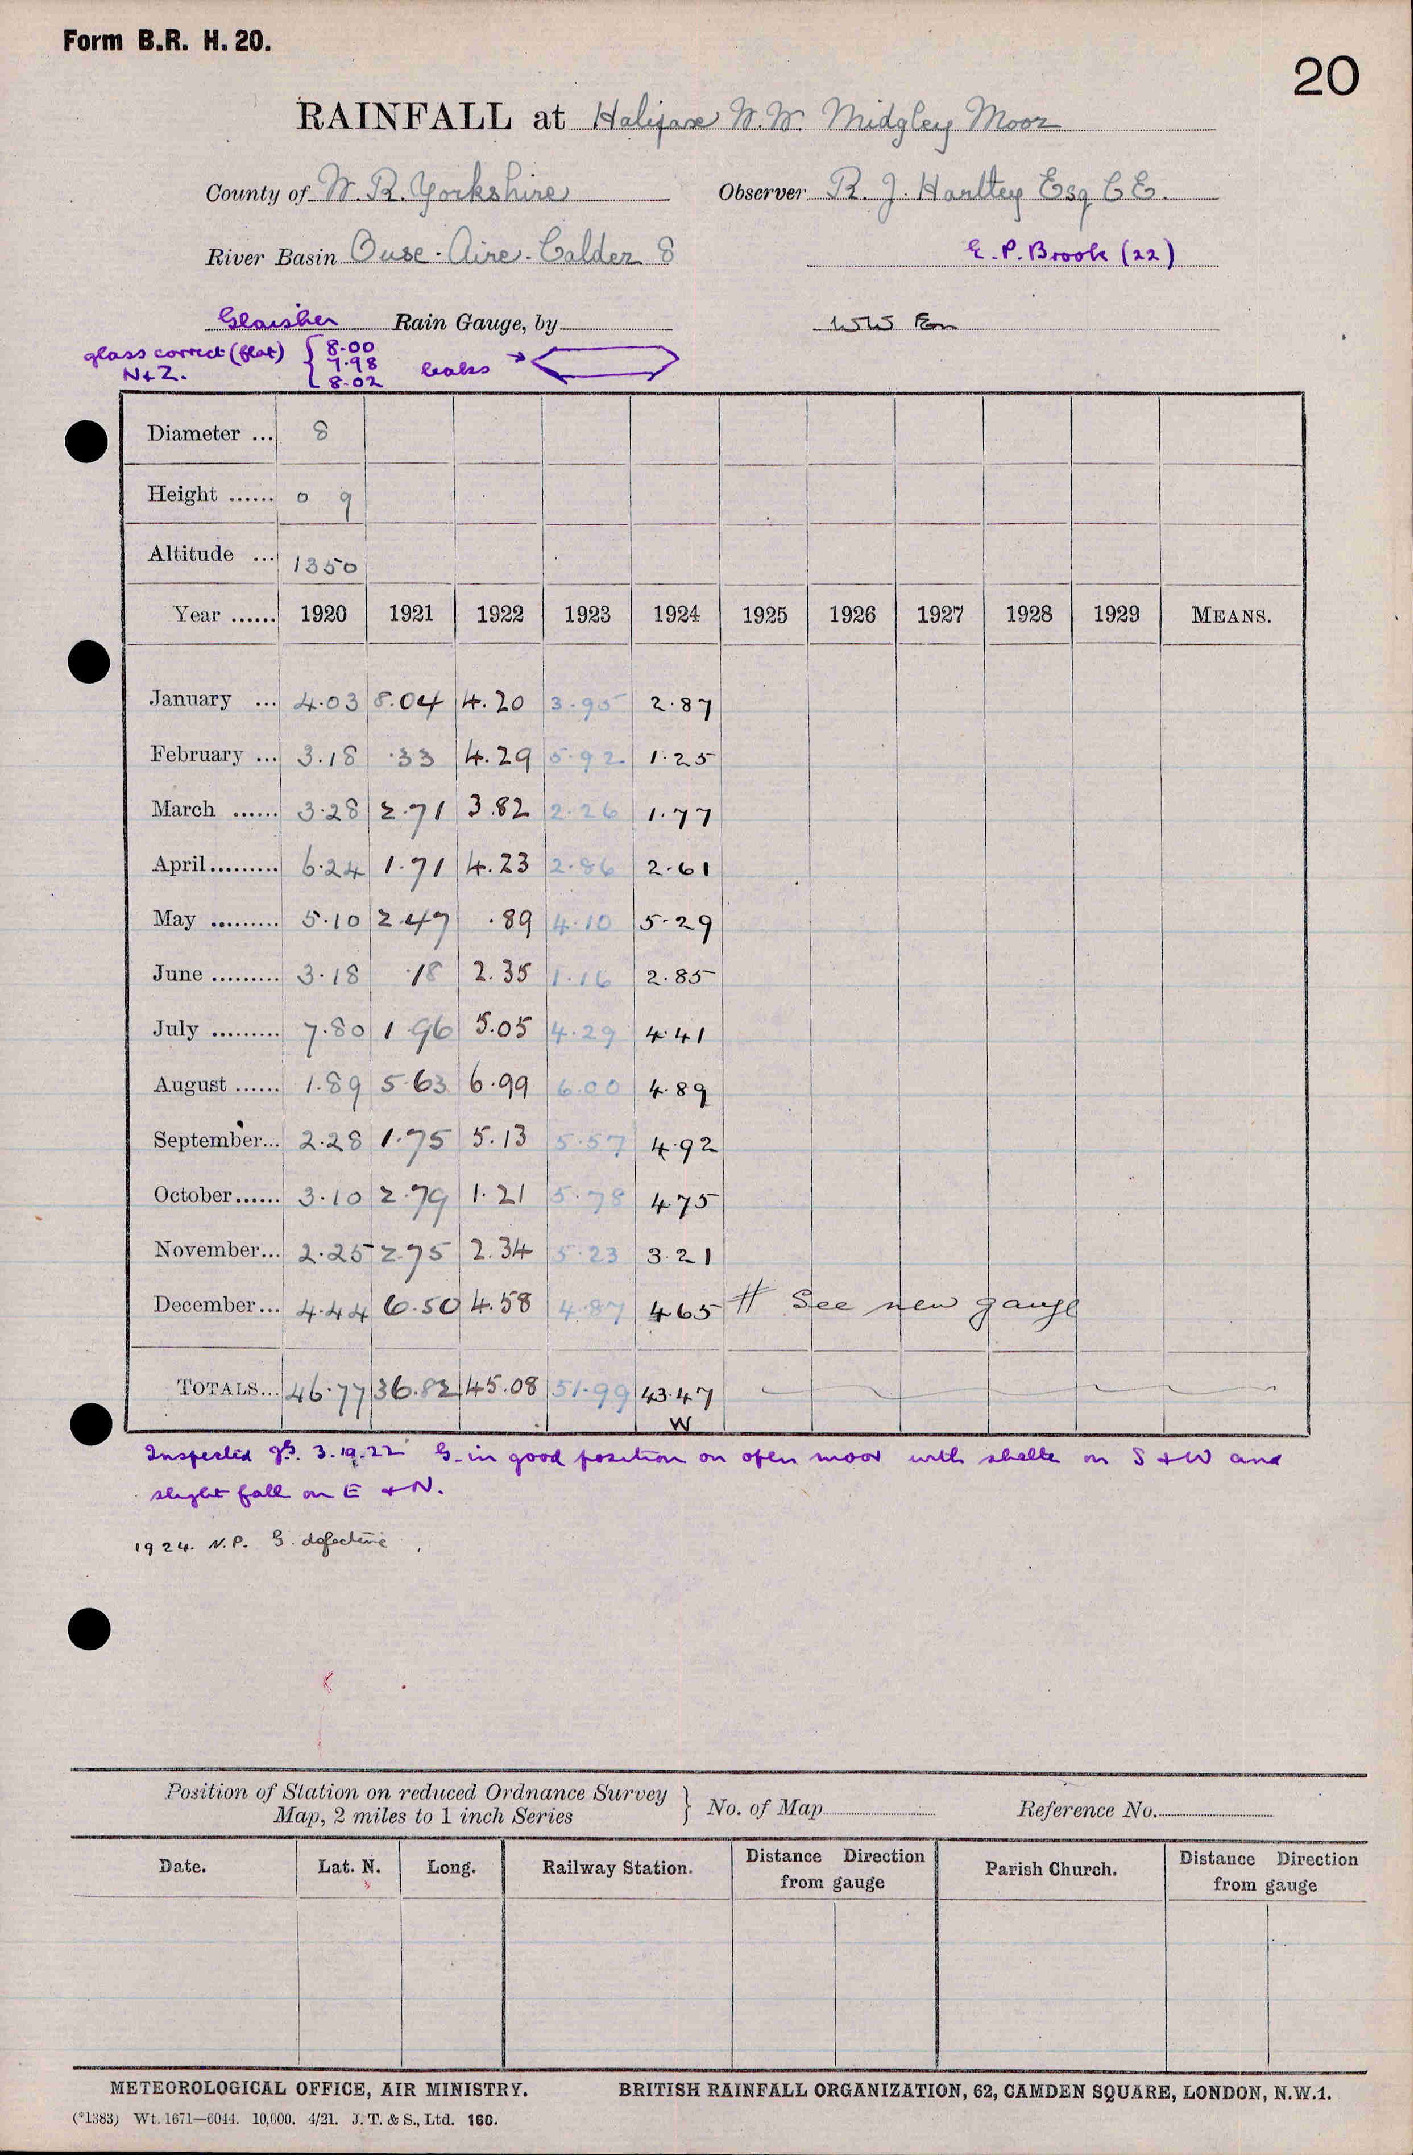 Form B.R. H. 20.
20
RAINFALL at Halifax W.W. Midgley Moor
County of W. R. Yorkshire Observer R. J. Hartley Esq C E.
River Basin Ouse - Aire - Calder 8 E. P. Brook (22)
Glaisher Rain Gauge, by WW Eng
glass correct (flat) { 8.00
N + Z. 7.98 leaks →
8.02
Diameter ... 8
Height ...... 0 9
Altitude ... 1350
Year ...... 1920 1921 1922 1923 1924 1925 1926 1927 1928 1929 MEANS.
January ... 4.03 8.04 4.20 3.95 2.87
February ... 3.18 .33 4.29 5.92 1.25
March ...... 3.28 2.71 3.82 2.26 1.77
April......... 6.24 1.71 4.23 2.86 2.61
May ......... 5.10 2.47 .89 4.10 5.29
June ......... 3.18 .18 2.35 1.16 2.85
July ......... 7.80 1.96 5.05 4.29 4.41
August ...... 1.89 5.63 6.99 6.00 4.89
September... 2.28 1.75 5.13 5.57 4.92
October...... 3.10 2.79 1.21 5.78 4.75
November... 2.25 2.75 2.34 5.23 3.21
December... 4.44 6.50 4.58 4.87 4.65 # See new gauge
TOTALS... 46.77 36.82 45.08 51.99 43.47
W
Inspected 3.19.22 G. in good position on open moor with shelter on S + W and
slight fall on E + N.
1924. N.P. G. defective.
Position of Station on reduced Ordnance Survey
Map, 2 miles to 1 inch Series } No. of Map Reference No.
Date. Lat. N. Long. Railway Station. Distance Direction from gauge Parish Church. Distance Direction from gauge
METEOROLOGICAL OFFICE, AIR MINISTRY. BRITISH RAINFALL ORGANIZATION, 62, CAMDEN SQUARE, LONDON, N.W.1.
(*1383) Wt. 1671—6044. 10,000. 4/21. J. T. & S., Ltd. 160.